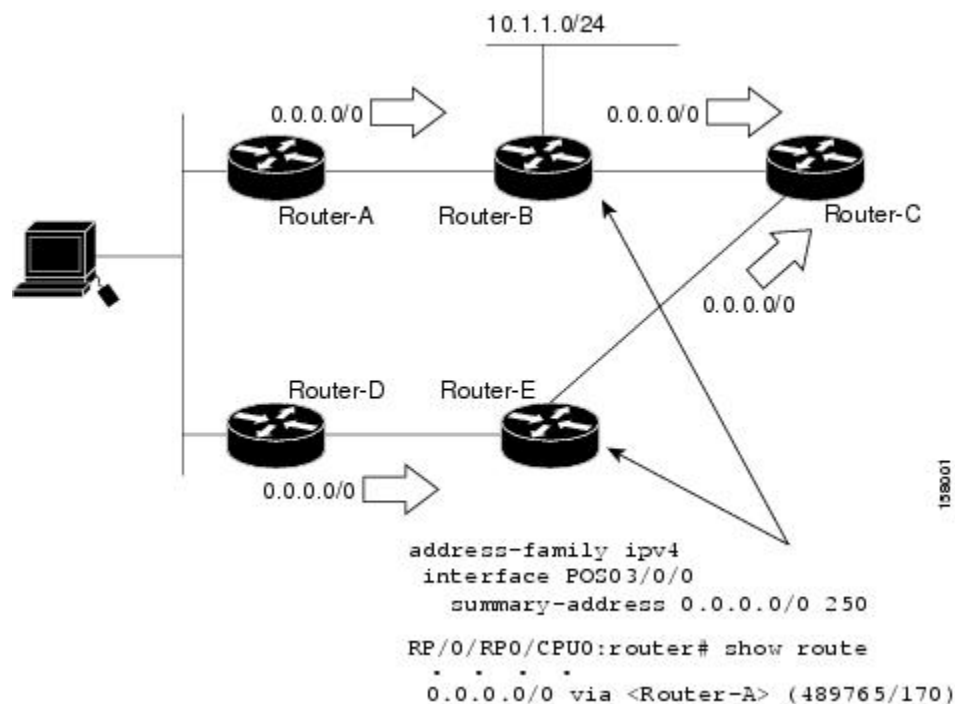 10.1.1.0/24
0.0.0.0/0
0.0.0.0/0
Router-A
Router-B
Router-C
0.0.0.0/0
Router-D
Router-E
0.0.0.0/0
158001
address-family ipv4
interface POS03/0/0
summary-address 0.0.0.0/0 250
RP/0/RP0/CPU0:router# show route
. . . .
0.0.0.0/0 via <Router-A> (489765/170)